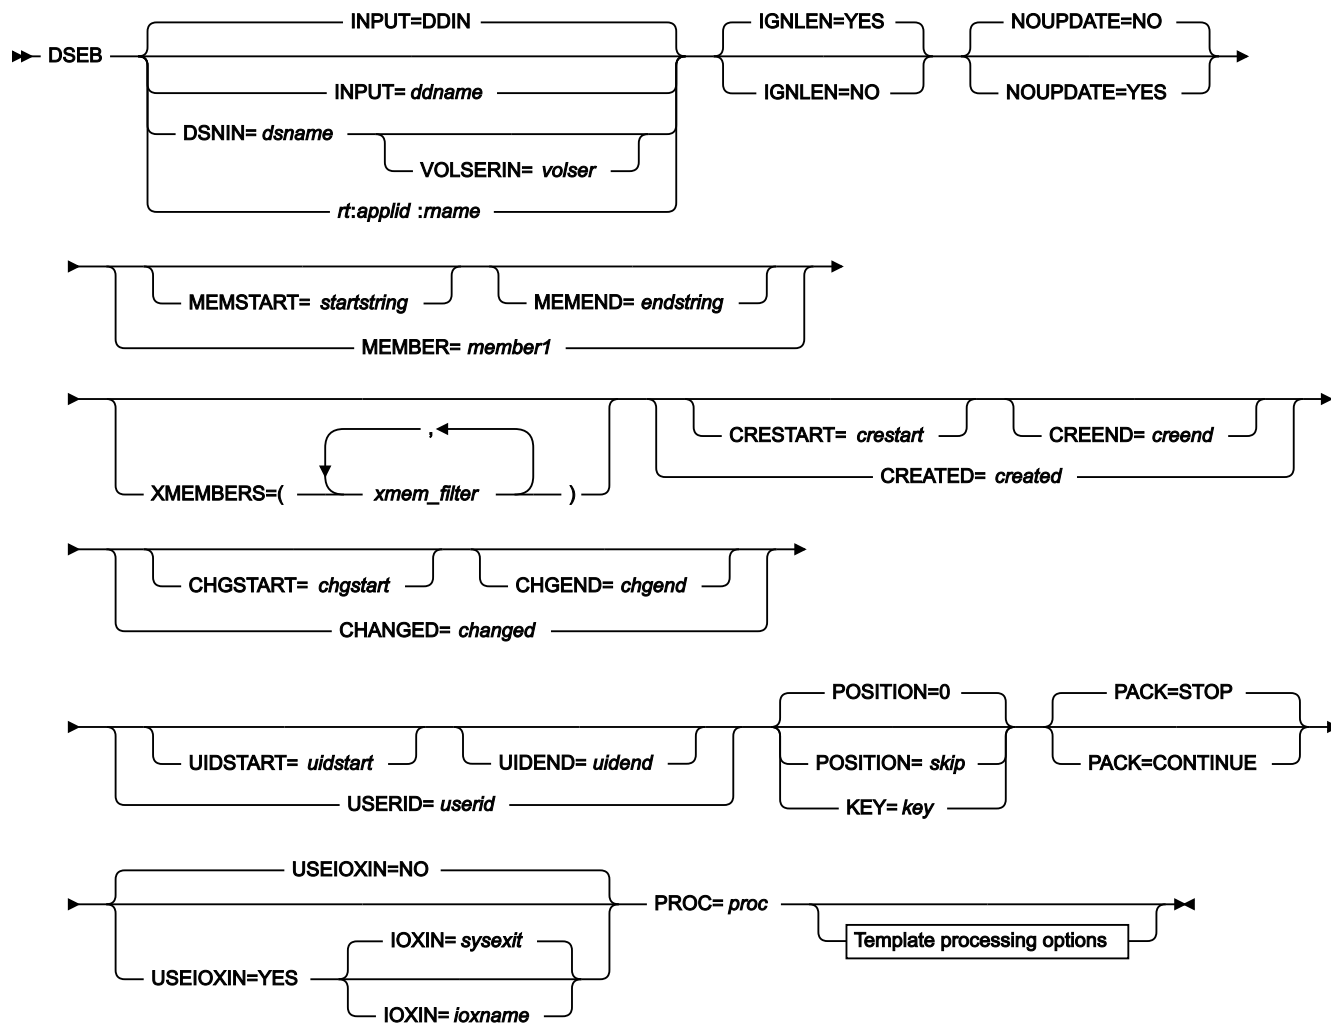 INPUT=DDIN IGNLEN=YES NOUPDATE=NO
DSEB
INPUT= ddname IGNLEN=NO NOUPDATE=YES
DSNIN= dsname
VOLSERIN= volser
rt:applid :rname
MEMSTART= startstring MEMEND= endstring
MEMBER= member1
,
CRESTART= crestart CREEND= creend
CREATED= created
XMEMBERS=( xmem_filter )
CHGSTART= chgstart CHGEND= chgend
CHANGED= changed
POSITION=0 PACK=STOP
UIDSTART= uidstart UIDEND= uidend POSITION= skip PACK=CONTINUE
USERID= userid KEY= key
USEIOXIN=NO
PROC= proc
IOXIN= sysexit Template processing options
USEIOXIN=YES
IOXIN= ioxname